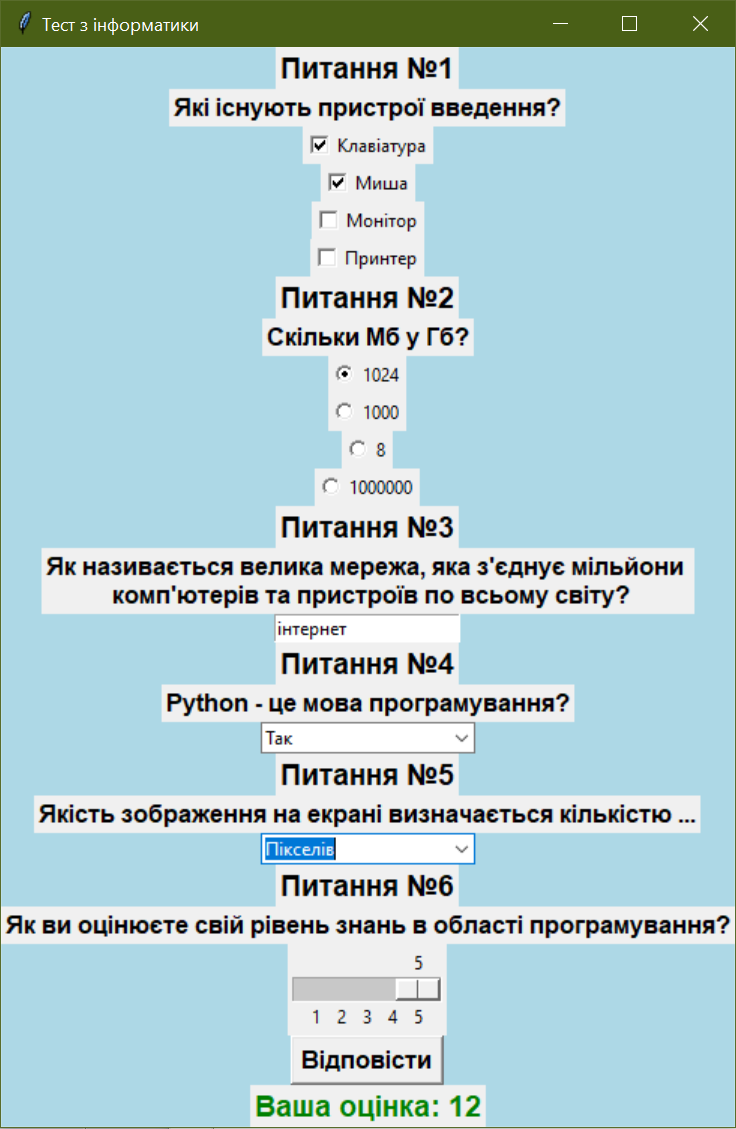 Тест з інформатики
Питання №1
Які існують пристрої введення?
Клавіатура
Миша
Монітор
Принтер
Питання №2
Скільки Мб у Гб?
1024
1000
8
1000000
Питання №3
Як називається велика мережа, яка з'єднує мільйони
комп'ютерів та пристроїв по всьому світу?
інтернет
Питання №4
Python - це мова програмування?
Так
Питання №5
Якість зображення на екрані визначається кількістю ...
Пікселів
Питання №6
Як ви оцінюєте свій рівень знань в області програмування?
5
1 2 3 4 5
Відповісти
Ваша оцінка: 12